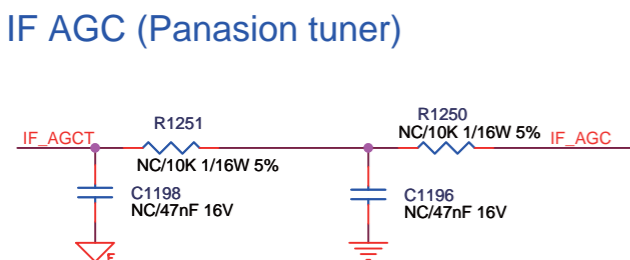 IF AGC (Panasion tuner)
R1250
R1251
NC/10K 1/16W 5%
IF_AGCT
IF_AGC
NC/10K 1/16W 5%
C1198
C1196
NC/47nF 16V
NC/47nF 16V
F